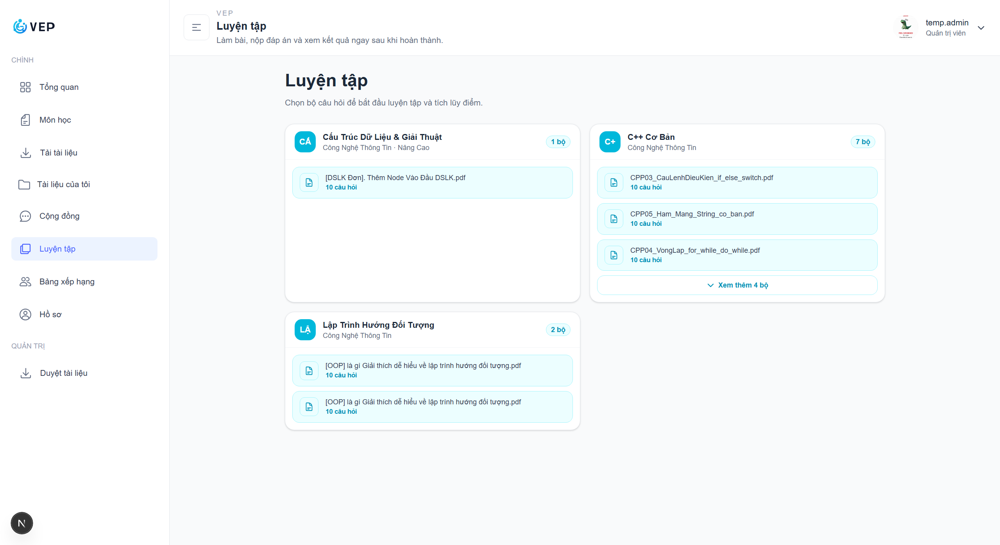 VEP
CHÍNH
Tổng quan
Môn học
Tải tài liệu
Tài liệu của tôi
Cộng đồng
Luyện tập
Bảng xếp hạng
Hồ sơ
QUẢN TRỊ
Duyệt tài liệu
N
VEP
Luyện tập
Làm bài, nộp đáp án và xem kết quả ngay sau khi hoàn thành.
FEEL WRONGED
temp.admin
Quản trị viên
Luyện tập
Chọn bộ câu hỏi để bắt đầu luyện tập và tích lũy điểm.
CẤ
Cấu Trúc Dữ Liệu & Giải Thuật
Công Nghệ Thông Tin · Nâng Cao
1 bộ
[DSLK Đơn]. Thêm Node Vào Đầu DSLK.pdf
10 câu hỏi
C+
C++ Cơ Bản
Công Nghệ Thông Tin
7 bộ
CPP03_CauLenhDieuKien_if_else_switch.pdf
10 câu hỏi
CPP05_Ham_Mang_String_co_ban.pdf
10 câu hỏi
CPP04_VongLap_for_while_do_while.pdf
10 câu hỏi
Xem thêm 4 bộ
LẬ
Lập Trình Hướng Đối Tượng
Công Nghệ Thông Tin
2 bộ
[OOP] là gì Giải thích dễ hiểu về lập trình hướng đối tượng.pdf
10 câu hỏi
[OOP] là gì Giải thích dễ hiểu về lập trình hướng đối tượng.pdf
10 câu hỏi